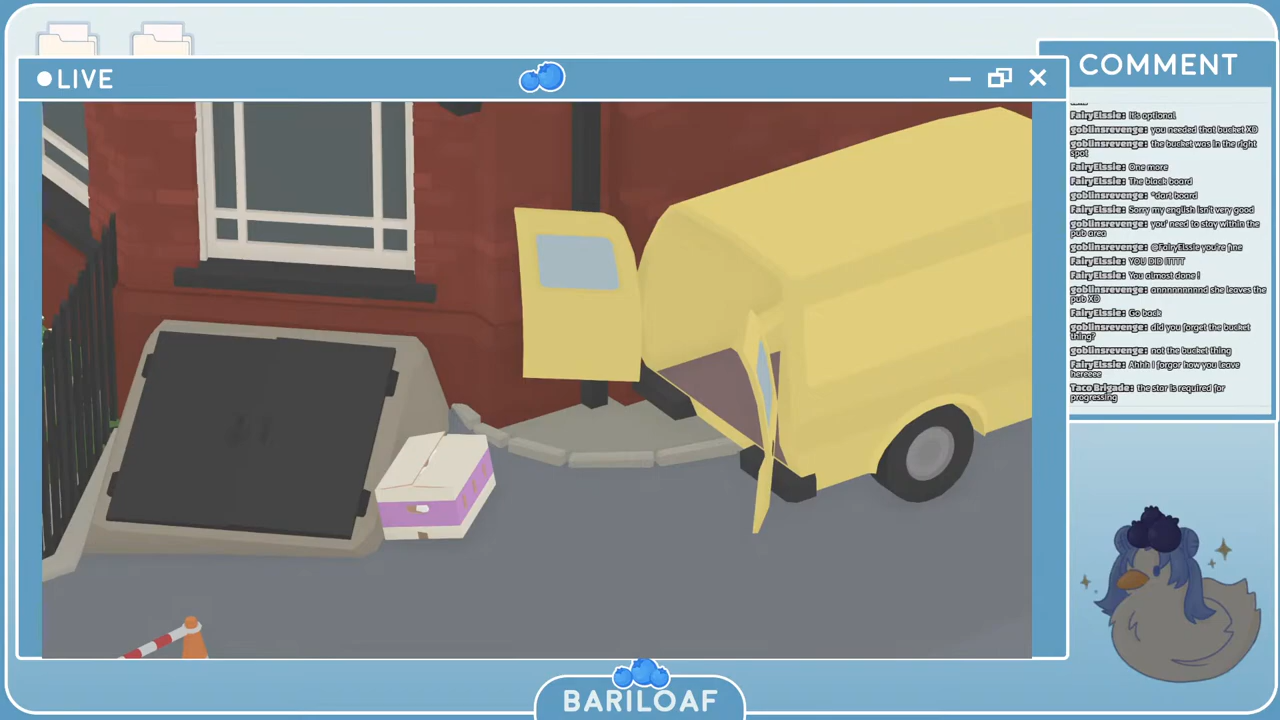 LIVE
COMMENT
FairyElssie: It's optional
goblinsrevenge: you needed that bucket XD
goblinsrevenge: the bucket was in the right
spot
FairyElssie: One more
FairyElssie: The black board
goblinsrevenge: *dart board
FairyElssie: Sorry my english isn't very good
goblinsrevenge: you' need to stay within the
pub area
goblinsrevenge: @FairyElssie you're fine
FairyElssie: YOU DID ITTTT
FairyElssie: You almost done !
goblinsrevenge: annnnnnnnnd she leaves the
pub XD
FairyElssie: Go back
goblinsrevenge: did you forget the bucket
thing?
goblinsrevenge: not the bucket thing
FairyElssie: Ahhh I forgor how you leave
hereeee
Taco Brigade: the star is required for
progressing
BARILOAF